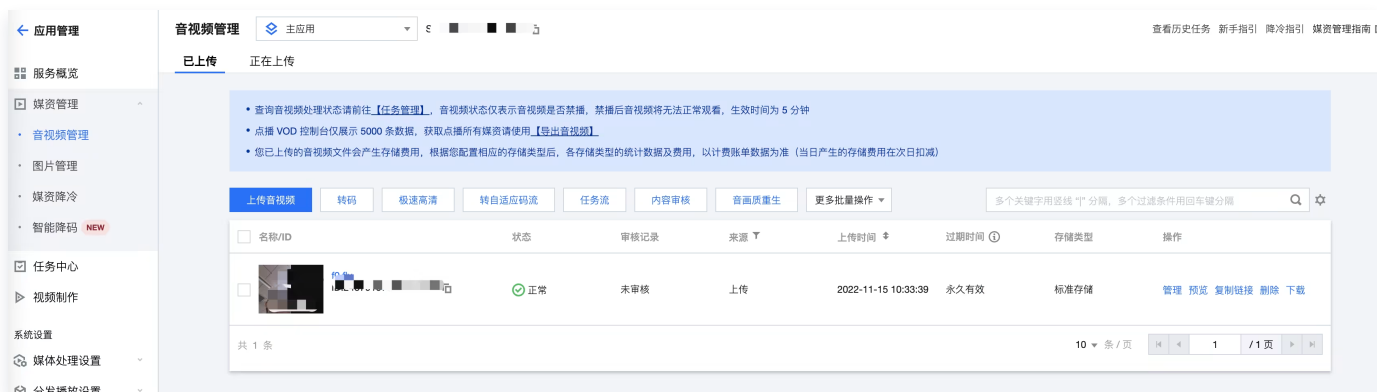 应用管理
音视频管理 主应用 S
查看历史任务 新手指引 降冷指引 媒资管理指南
已上传 正在上传
服务概览
媒资管理
音视频管理
图片管理
媒资降冷
智能降码 NEW
任务中心
视频制作
系统设置
媒体处理设置
分发播放设置
• 查询音视频处理状态请前往【任务管理】，音视频状态仅表示音视频是否禁播，禁播后音视频将无法正常观看，生效时间为 5 分钟
• 点播 VOD 控制台仅展示 5000 条数据，获取点播所有媒资请使用【导出音视频】
• 您已上传的音视频文件会产生存储费用，根据您配置相应的存储类型后，各存储类型的统计数据及费用，以计费账单数据为准（当日产生的存储费用在次日扣减）
上传音视频 转码 极速高清 转自适应码流 任务流 内容审核 音画质重生 更多批量操作 多个关键字用竖线 "|" 分隔，多个过滤条件用回车键分隔
名称/ID 状态 审核记录 来源 上传时间 过期时间 存储类型 操作
正常 未审核 上传 2022-11-15 10:33:39 永久有效 标准存储 管理 预览 复制链接 删除 下载
共 1 条 10 条 / 页 1 / 1 页